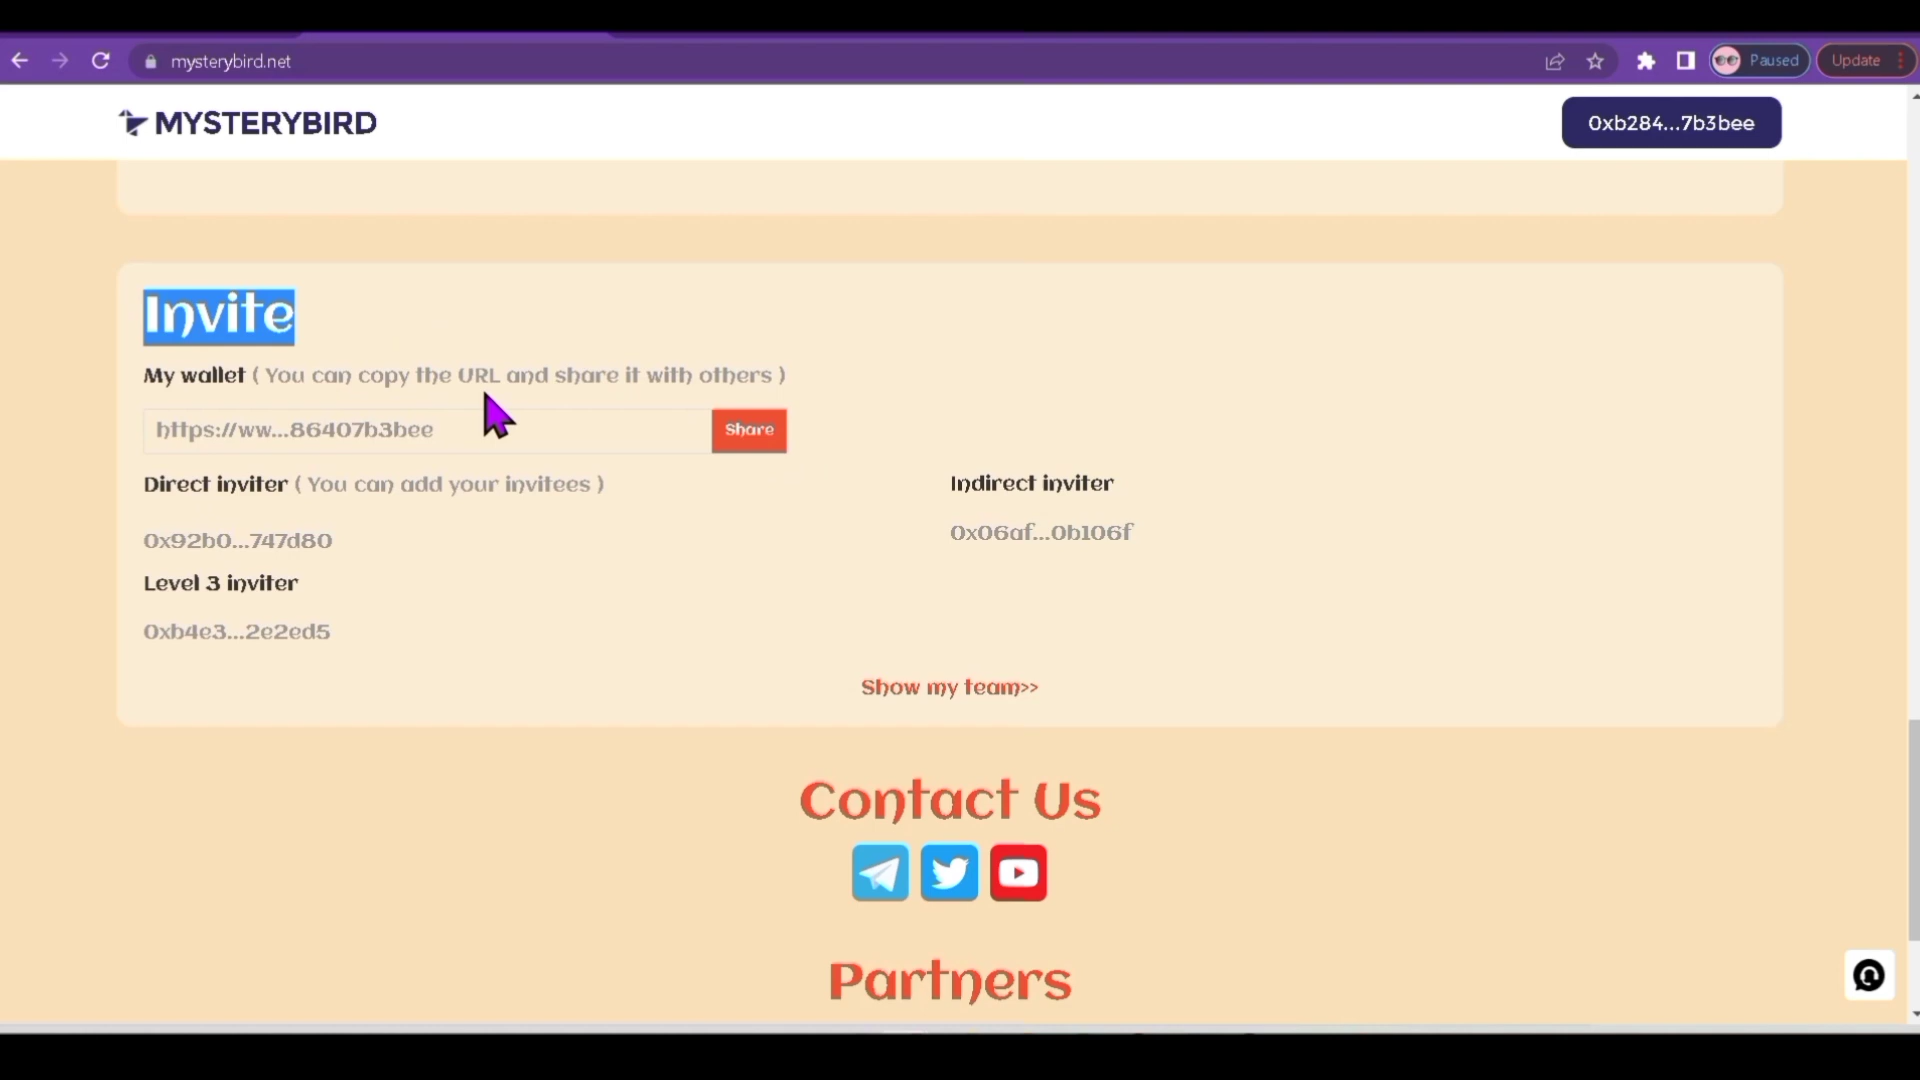 mysterybird.net
Paused
Update
MYSTERYBIRD
0xb284...7b3bee
Invite
My wallet ( You can copy the URL and share it with others )
https://ww...86407b3bee
Share
Direct inviter ( You can add your invitees )
Indirect inviter
0x92b0...747d80
0x06af...0b106f
Level 3 inviter
0xb4e3...2e2ed5
Show my team>>
Contact Us
Partners